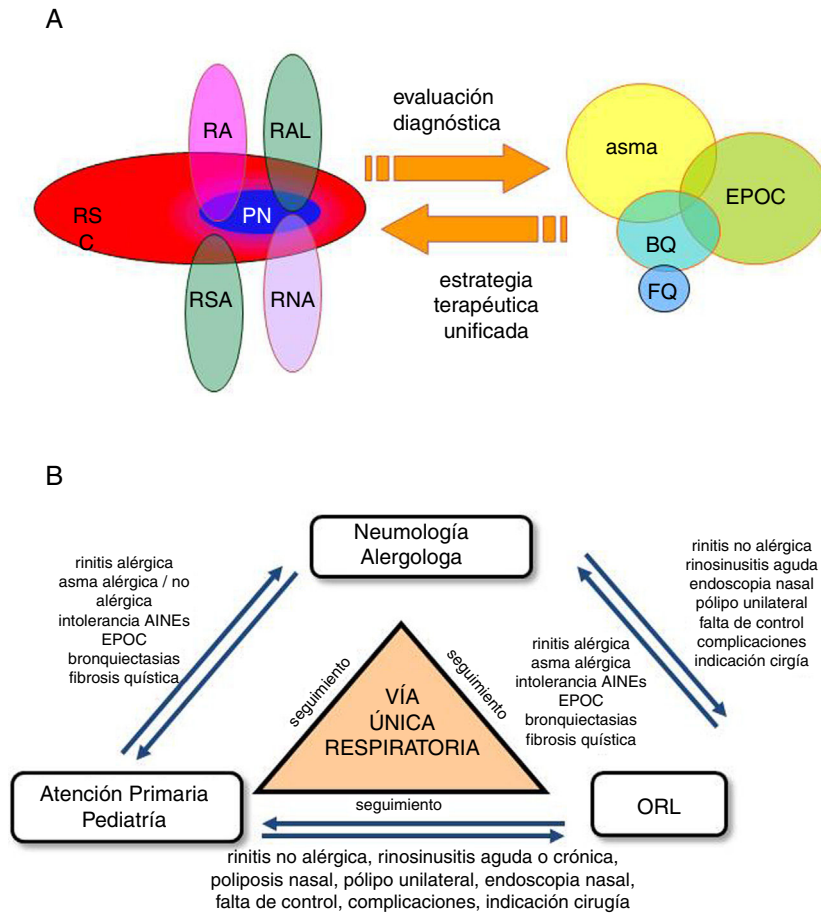 A
RA
RAL
RS
C
PN
RSA
RNA
evaluación
diagnóstica
estrategia
terapéutica
unificada
asma
EPOC
BQ
FQ
B
Neumología
Alergologa
rinitis alérgica
asma alérgica / no
alérgica
intolerancia AINEs
EPOC
bronquiectasias
fibrosis quística
rinitis no alérgica
rinosinusitis aguda
endoscopia nasal
pólipo unilateral
falta de control
complicaciones
indicación cirgía
seguimiento
seguimiento
rinitis alérgica
asma alérgica
intolerancia AINEs
EPOC
bronquiectasias
fibrosis quística
VÍA
ÚNICA
RESPIRATORIA
Atención Primaria
Pediatría
seguimiento
ORL
rinitis no alérgica, rinosinusitis aguda o crónica,
poliposis nasal, pólipo unilateral, endoscopia nasal,
falta de control, complicaciones, indicación cirugía